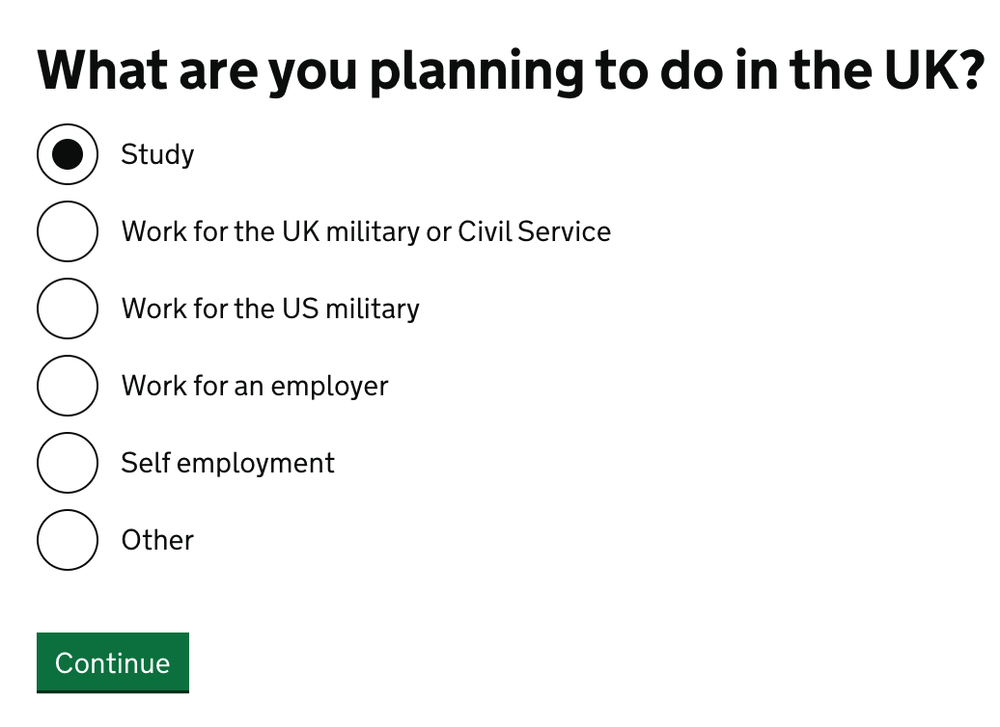 What are you planning to do in the UK?
Study
Work for the UK military or Civil Service
Work for the US military
Work for an employer
Self employment
Other
Continue